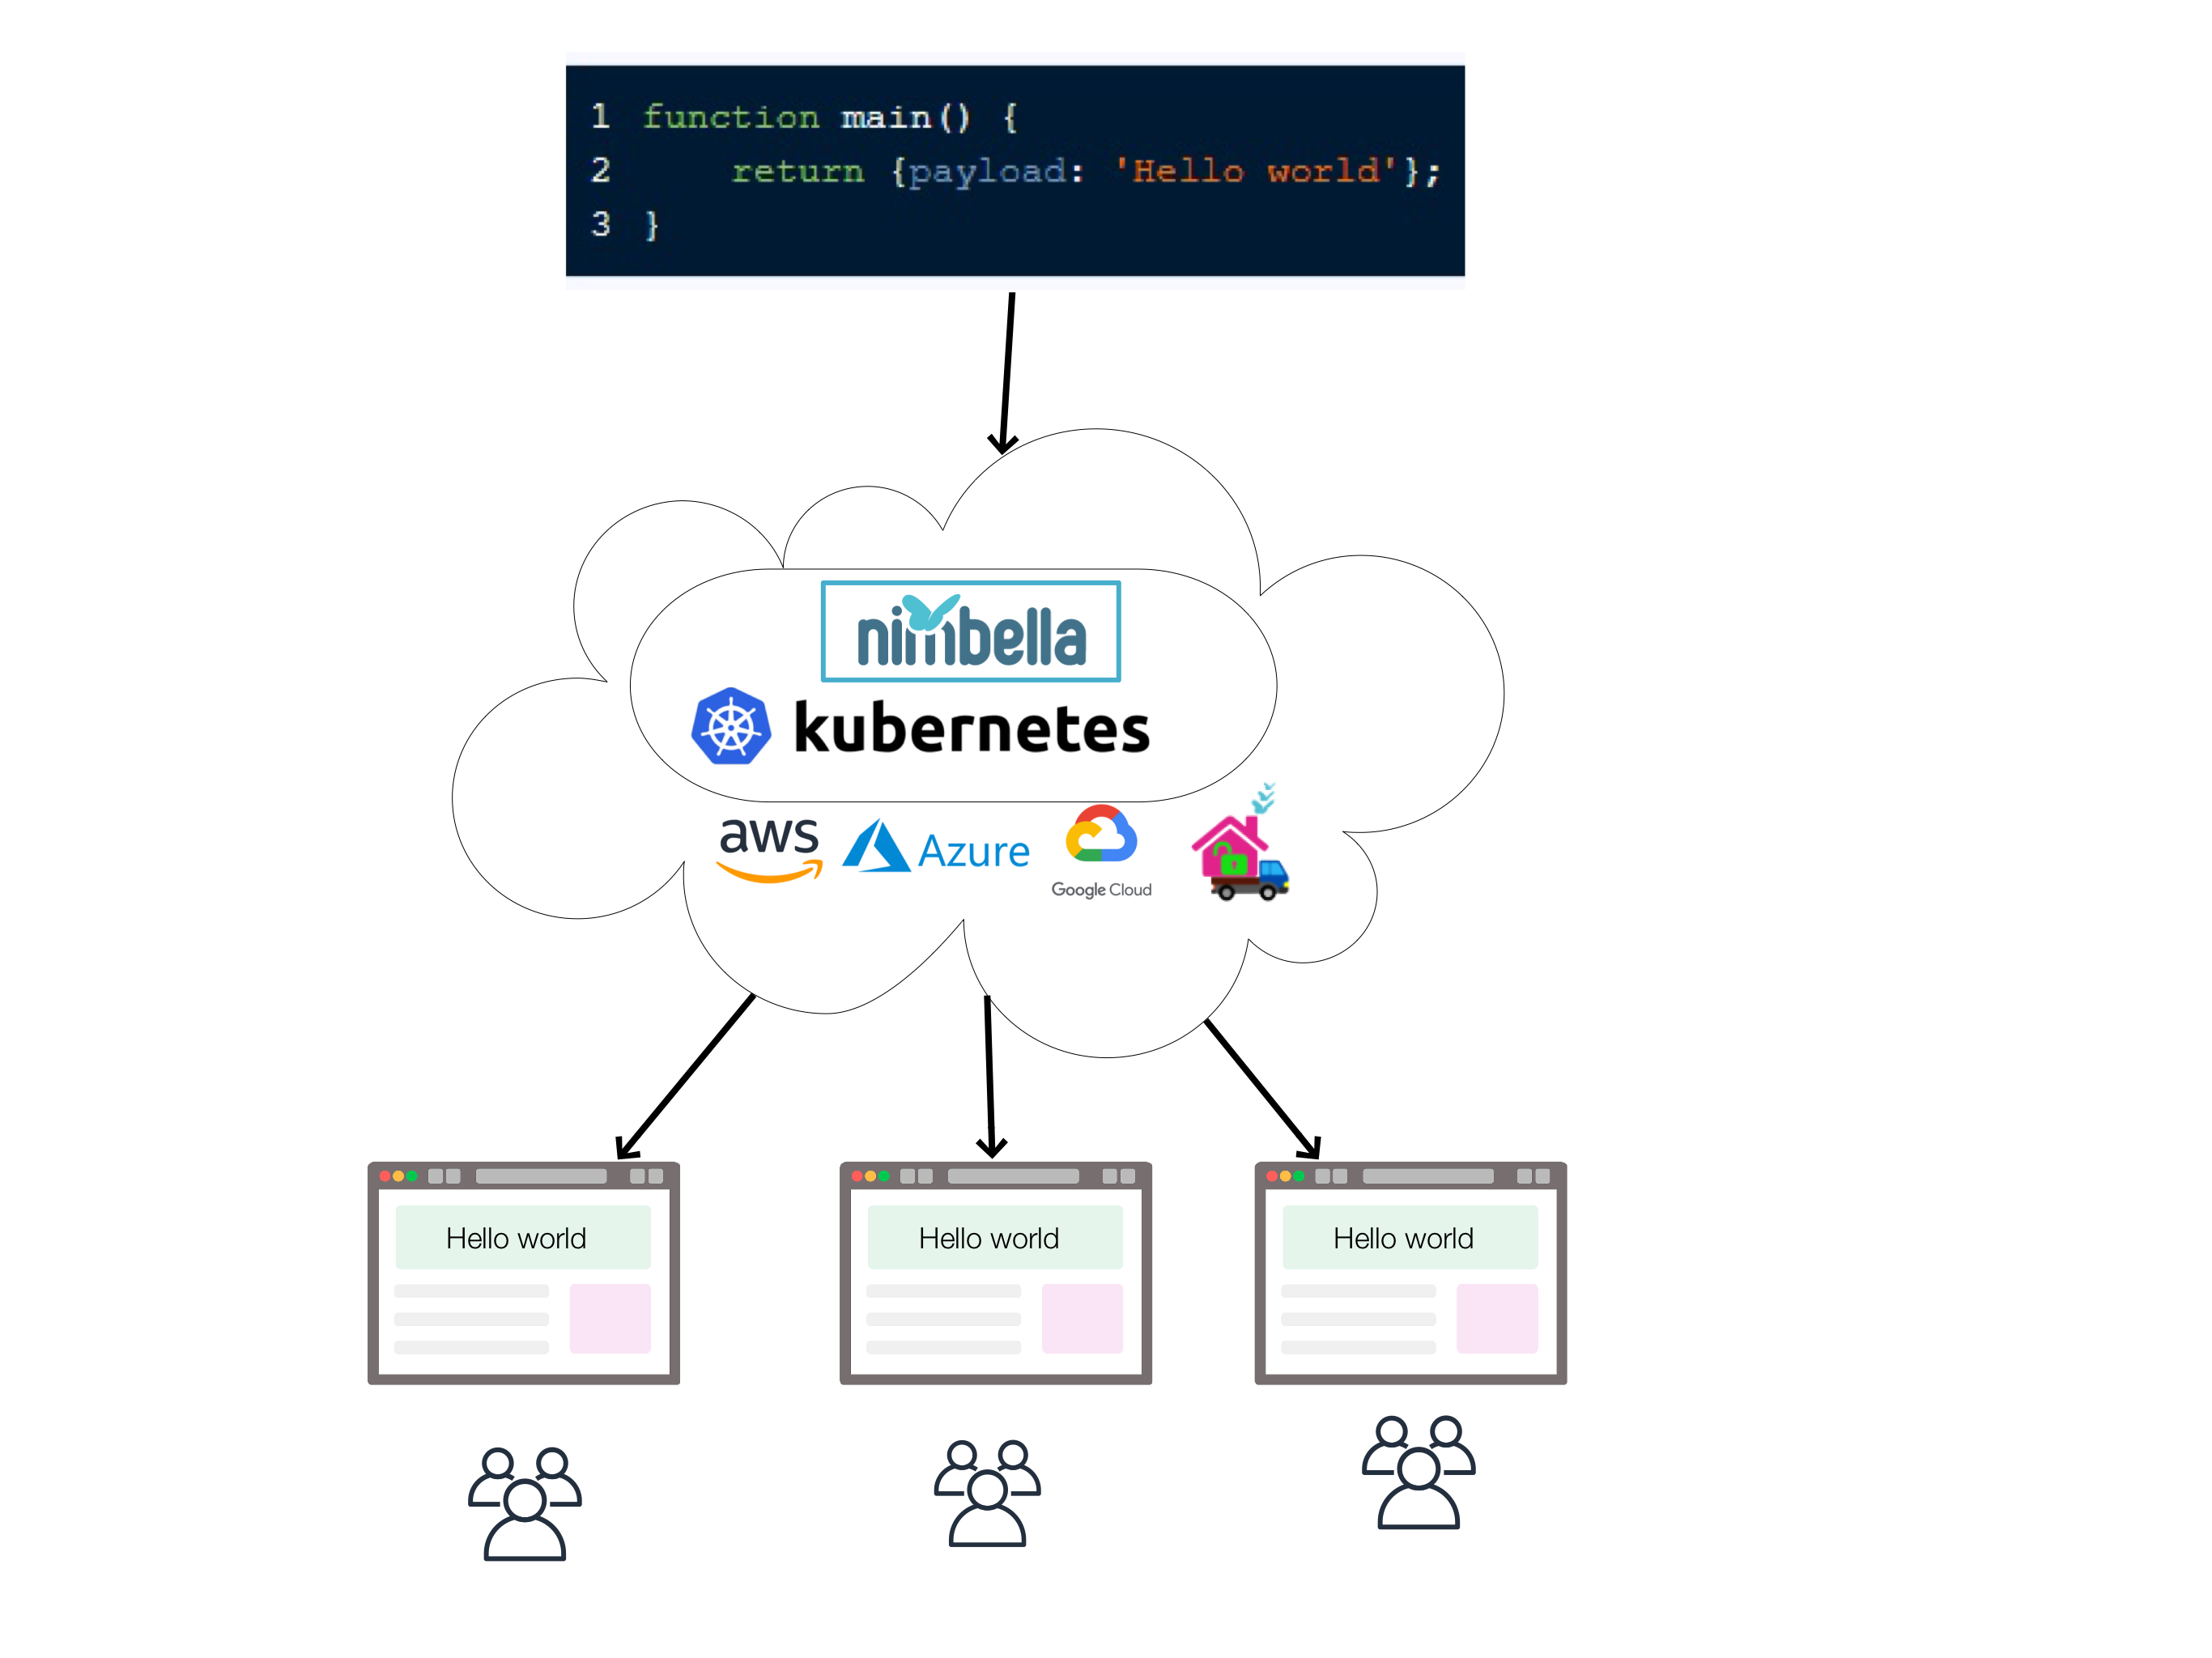 1 function main() {
2 return {payload: 'Hello world'};
3 }
nimbella
kubernetes
aws
Azure
Google Cloud
Hello world
Hello world
Hello world